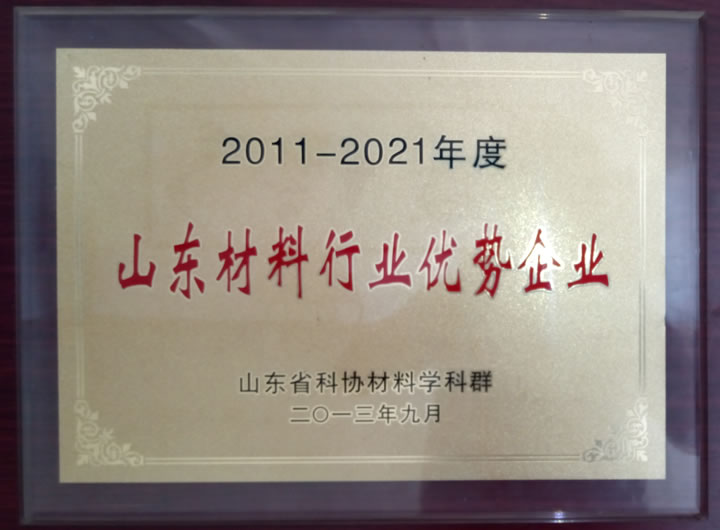 2011-2021年度
山东材料行业优势企业
山东省科协材料学科群
二〇一三年九月